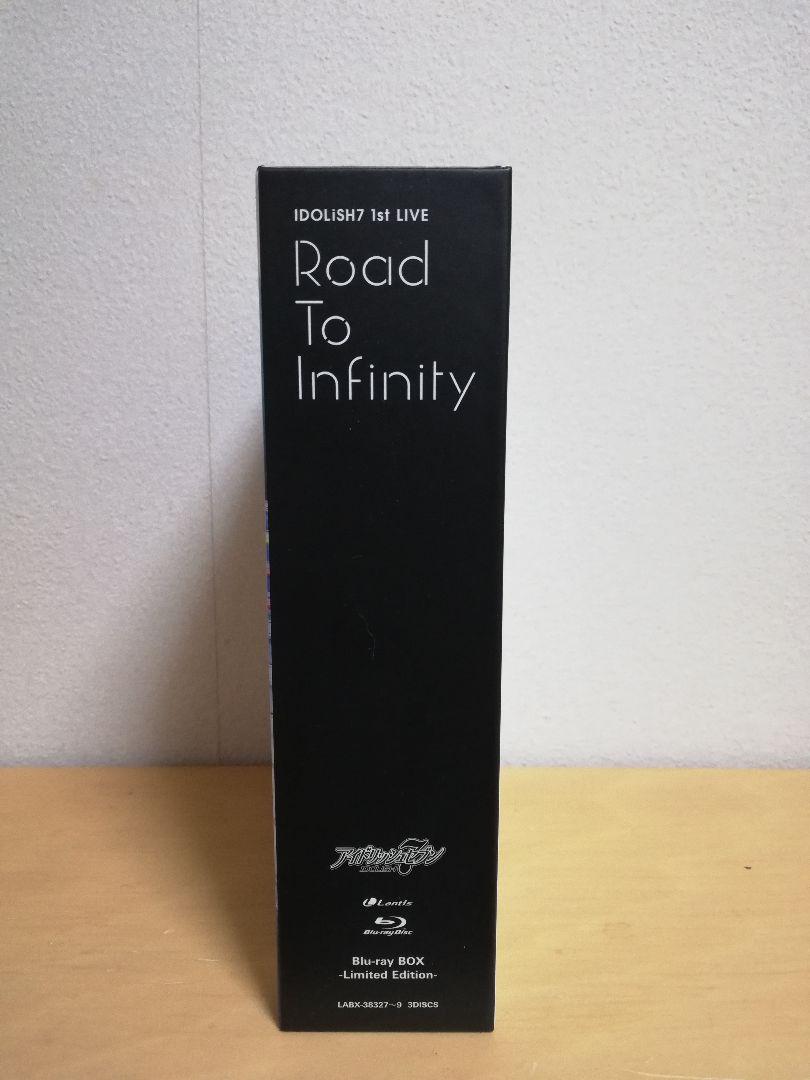 IDOLiSH7 1st LIVE
Road
To
Infinity
アイドリッシュセブン
IDOLiSH7
Lantis
Blu-ray Disc
Blu-ray BOX
-Limited Edition-
LABX-38327~9 3DISCS